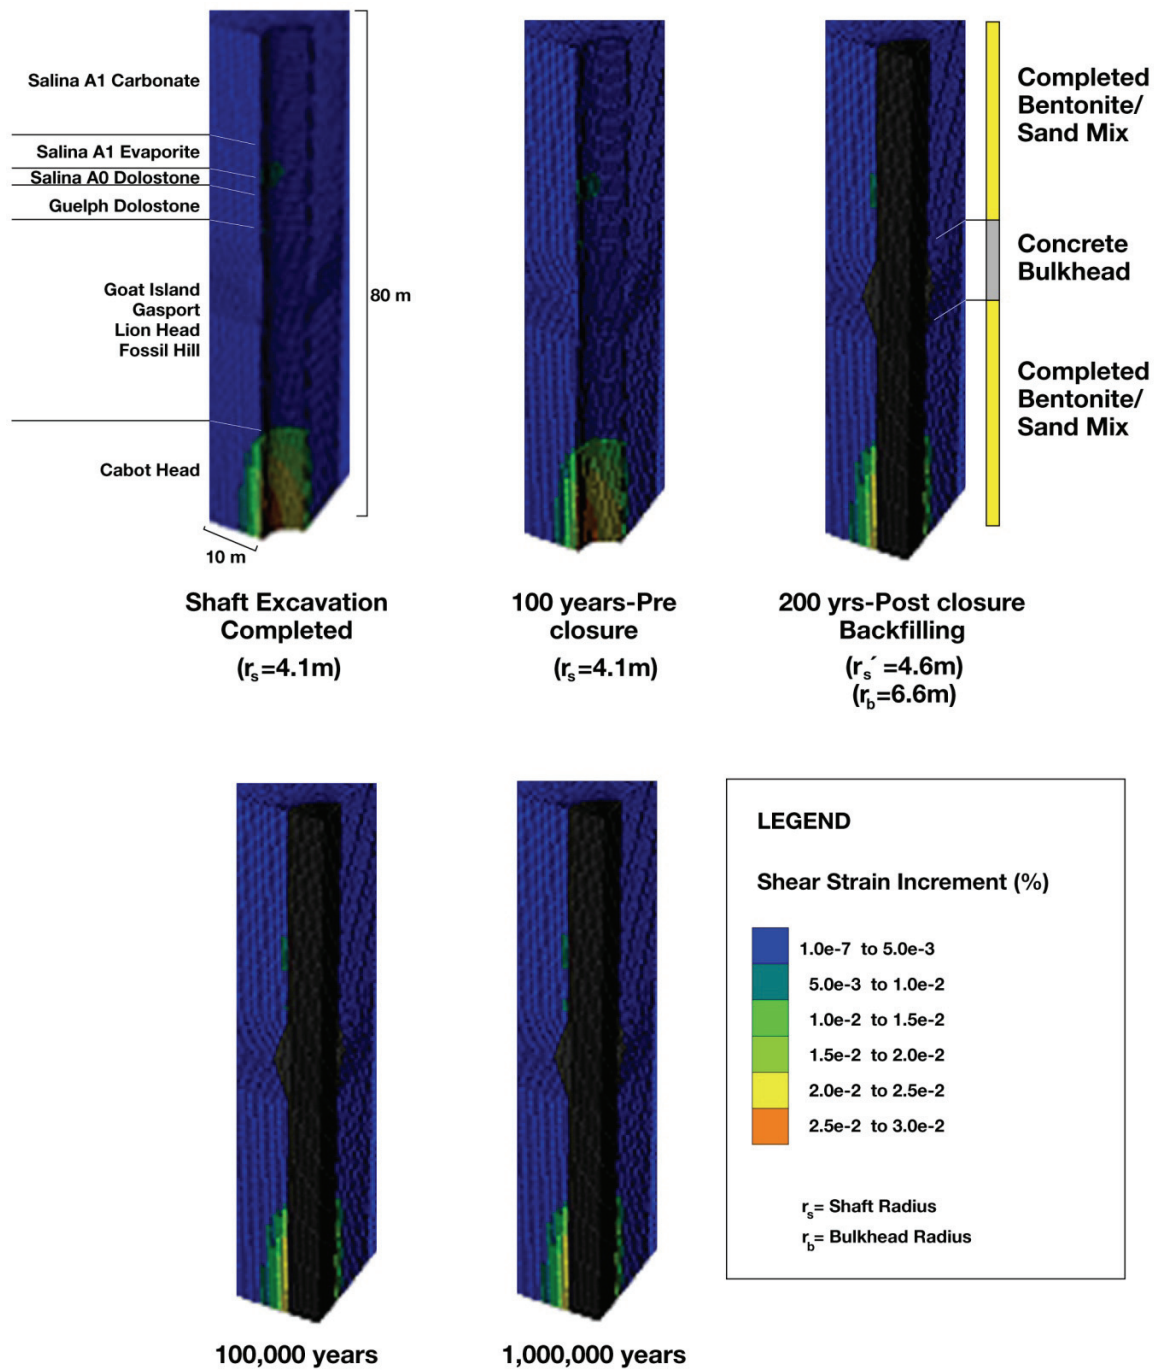 Salina A1 Carbonate
Salina A1 Evaporite
Salina A0 Dolostone
Guelph Dolostone
Goat Island
Gasport
Lion Head
Fossil Hill
Cabot Head
80 m
10 m
Completed
Bentonite/
Sand Mix
Concrete
Bulkhead
Completed
Bentonite/
Sand Mix
Shaft Excavation
Completed
(rs=4.1m)
100 years-Pre
closure
(rs=4.1m)
200 yrs-Post closure
Backfilling
(rs´ =4.6m)
(rb=6.6m)
100,000 years
1,000,000 years
LEGEND
Shear Strain Increment (%)
1.0e-7 to 5.0e-3
5.0e-3 to 1.0e-2
1.0e-2 to 1.5e-2
1.5e-2 to 2.0e-2
2.0e-2 to 2.5e-2
2.5e-2 to 3.0e-2
rs= Shaft Radius
rb= Bulkhead Radius